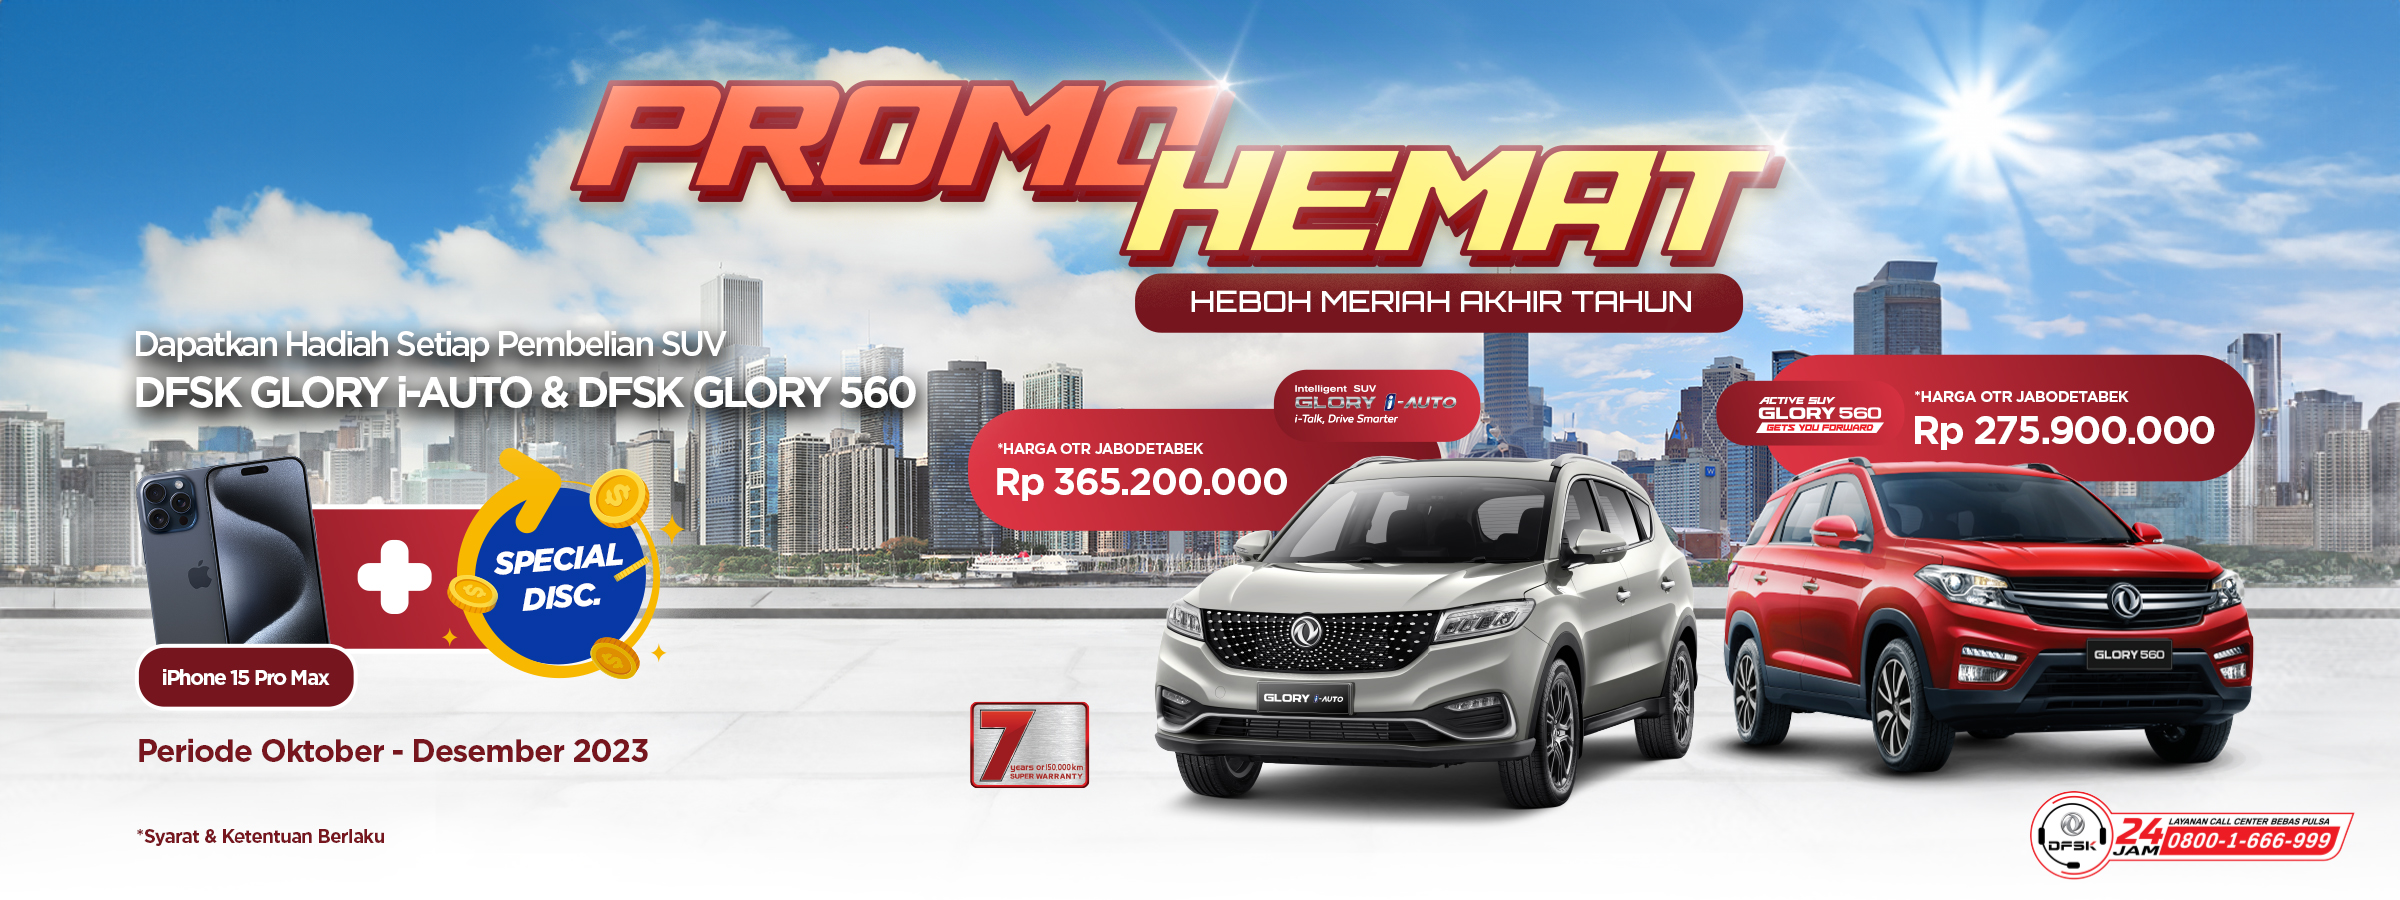 PROMO
HEMAT
HEBOH MERIAH AKHIR TAHUN
Dapatkan Hadiah Setiap Pembelian SUV
DFSK GLORY i-AUTO & DFSK GLORY 560
SPECIAL
DISC.
iPhone 15 Pro Max
Periode Oktober - Desember 2023
*Syarat & Ketentuan Berlaku
Intelligent SUV
GLORY i-AUTO
i-Talk, Drive Smarter
*HARGA OTR JABODETABEK
Rp 365.200.000
ACTIVE SUV
GLORY 560
GETS YOU FORWARD
*HARGA OTR JABODETABEK
Rp 275.900.000
GLORY i-AUTO
GLORY 560
7
years or 150,000 km
SUPER WARRANTY
DFSK
24
JAM
LAYANAN CALL CENTER BEBAS PULSA
0800-1-666-999